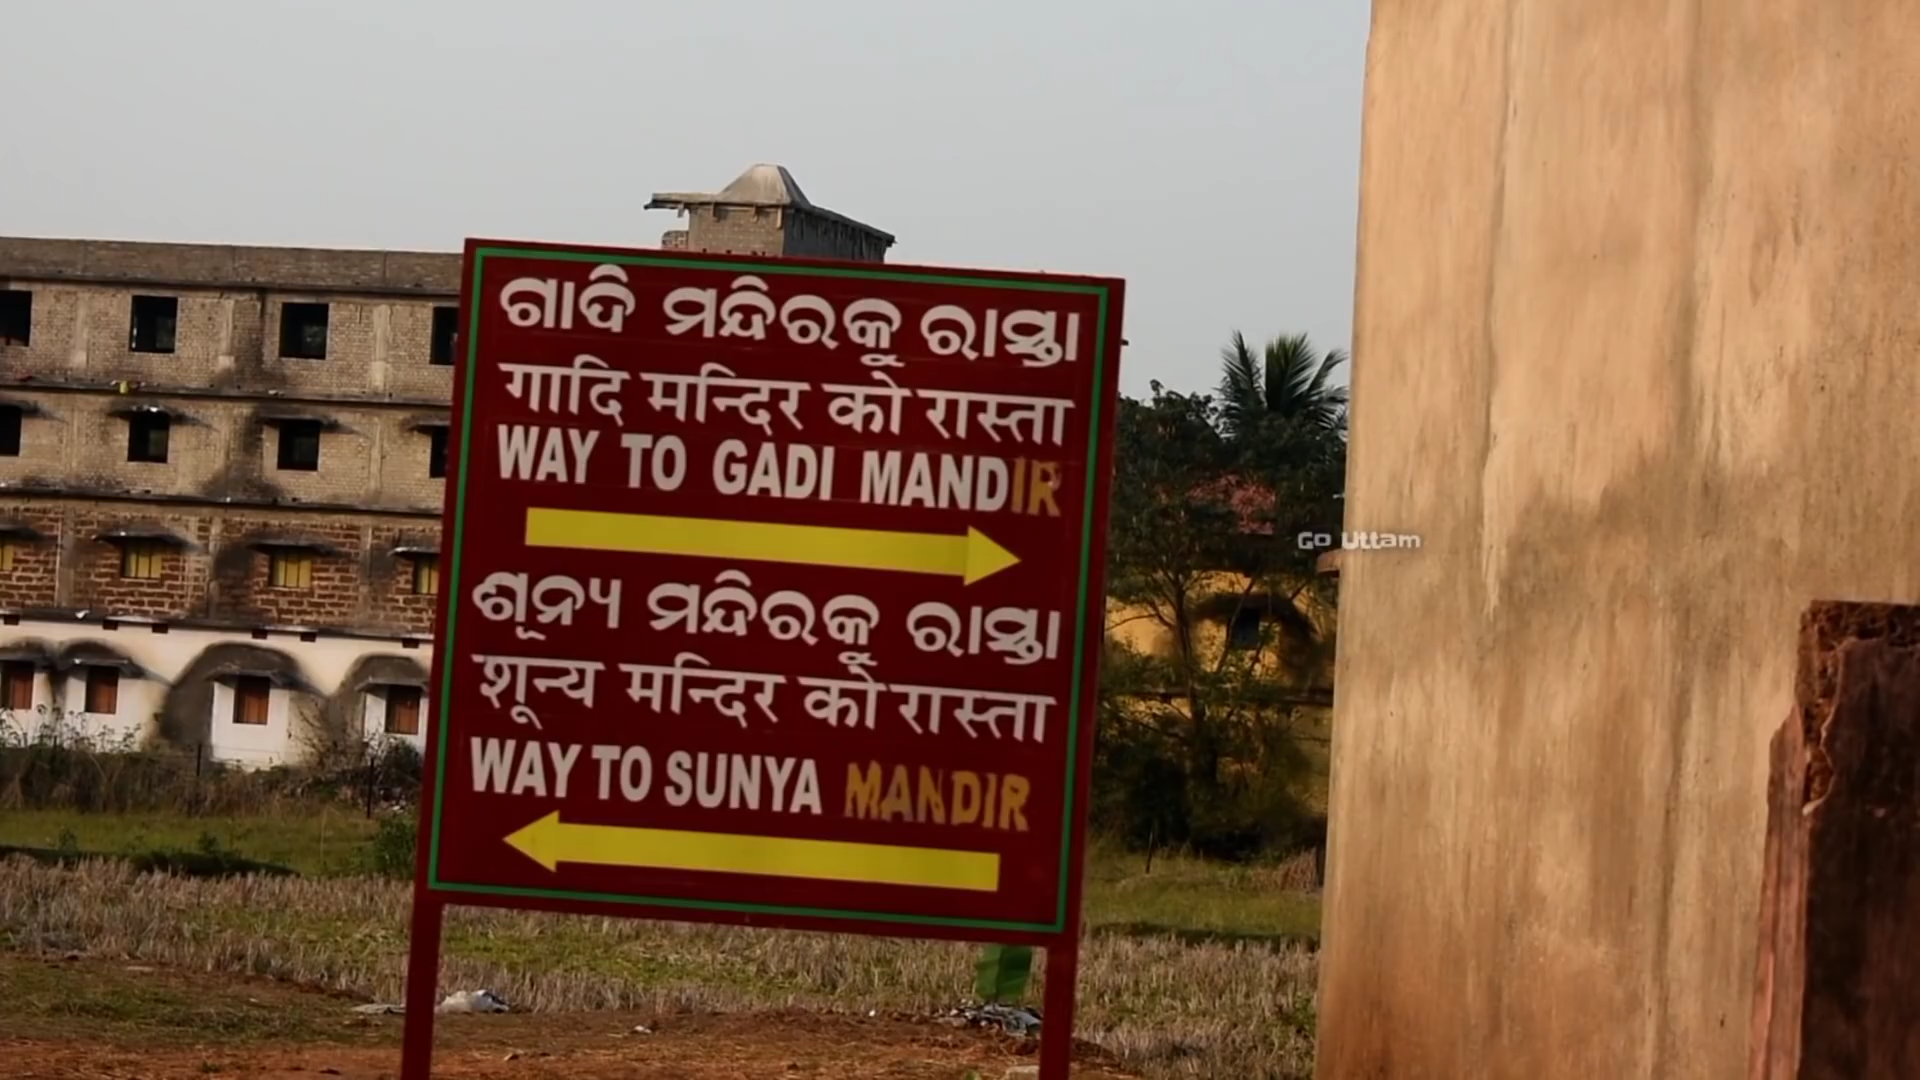 ଗାଦି ମନ୍ଦିରକୁ ରାସ୍ତା
गादि मन्दिर को रास्ता
WAY TO GADI MANDIR
ଶୂନ୍ୟ ମନ୍ଦିରକୁ ରାସ୍ତା
शून्य मन्दिर को रास्ता
WAY TO SUNYA MANDIR
Go Uttam